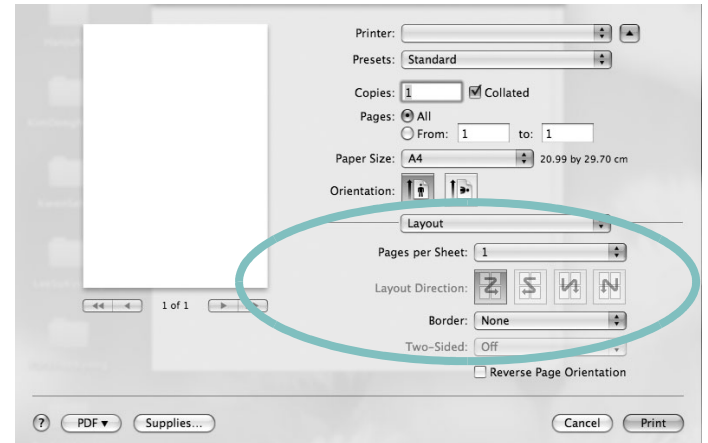 Printer:
Presets: Standard
Copies: 1 Collated
Pages: All
From: 1 to: 1
Paper Size: A4 20.99 by 29.70 cm
Orientation:
Layout
Pages per Sheet: 1
Layout Direction:
1 of 1
Border: None
Two-Sided: Off
Reverse Page Orientation
? PDF▼ Supplies... Cancel Print